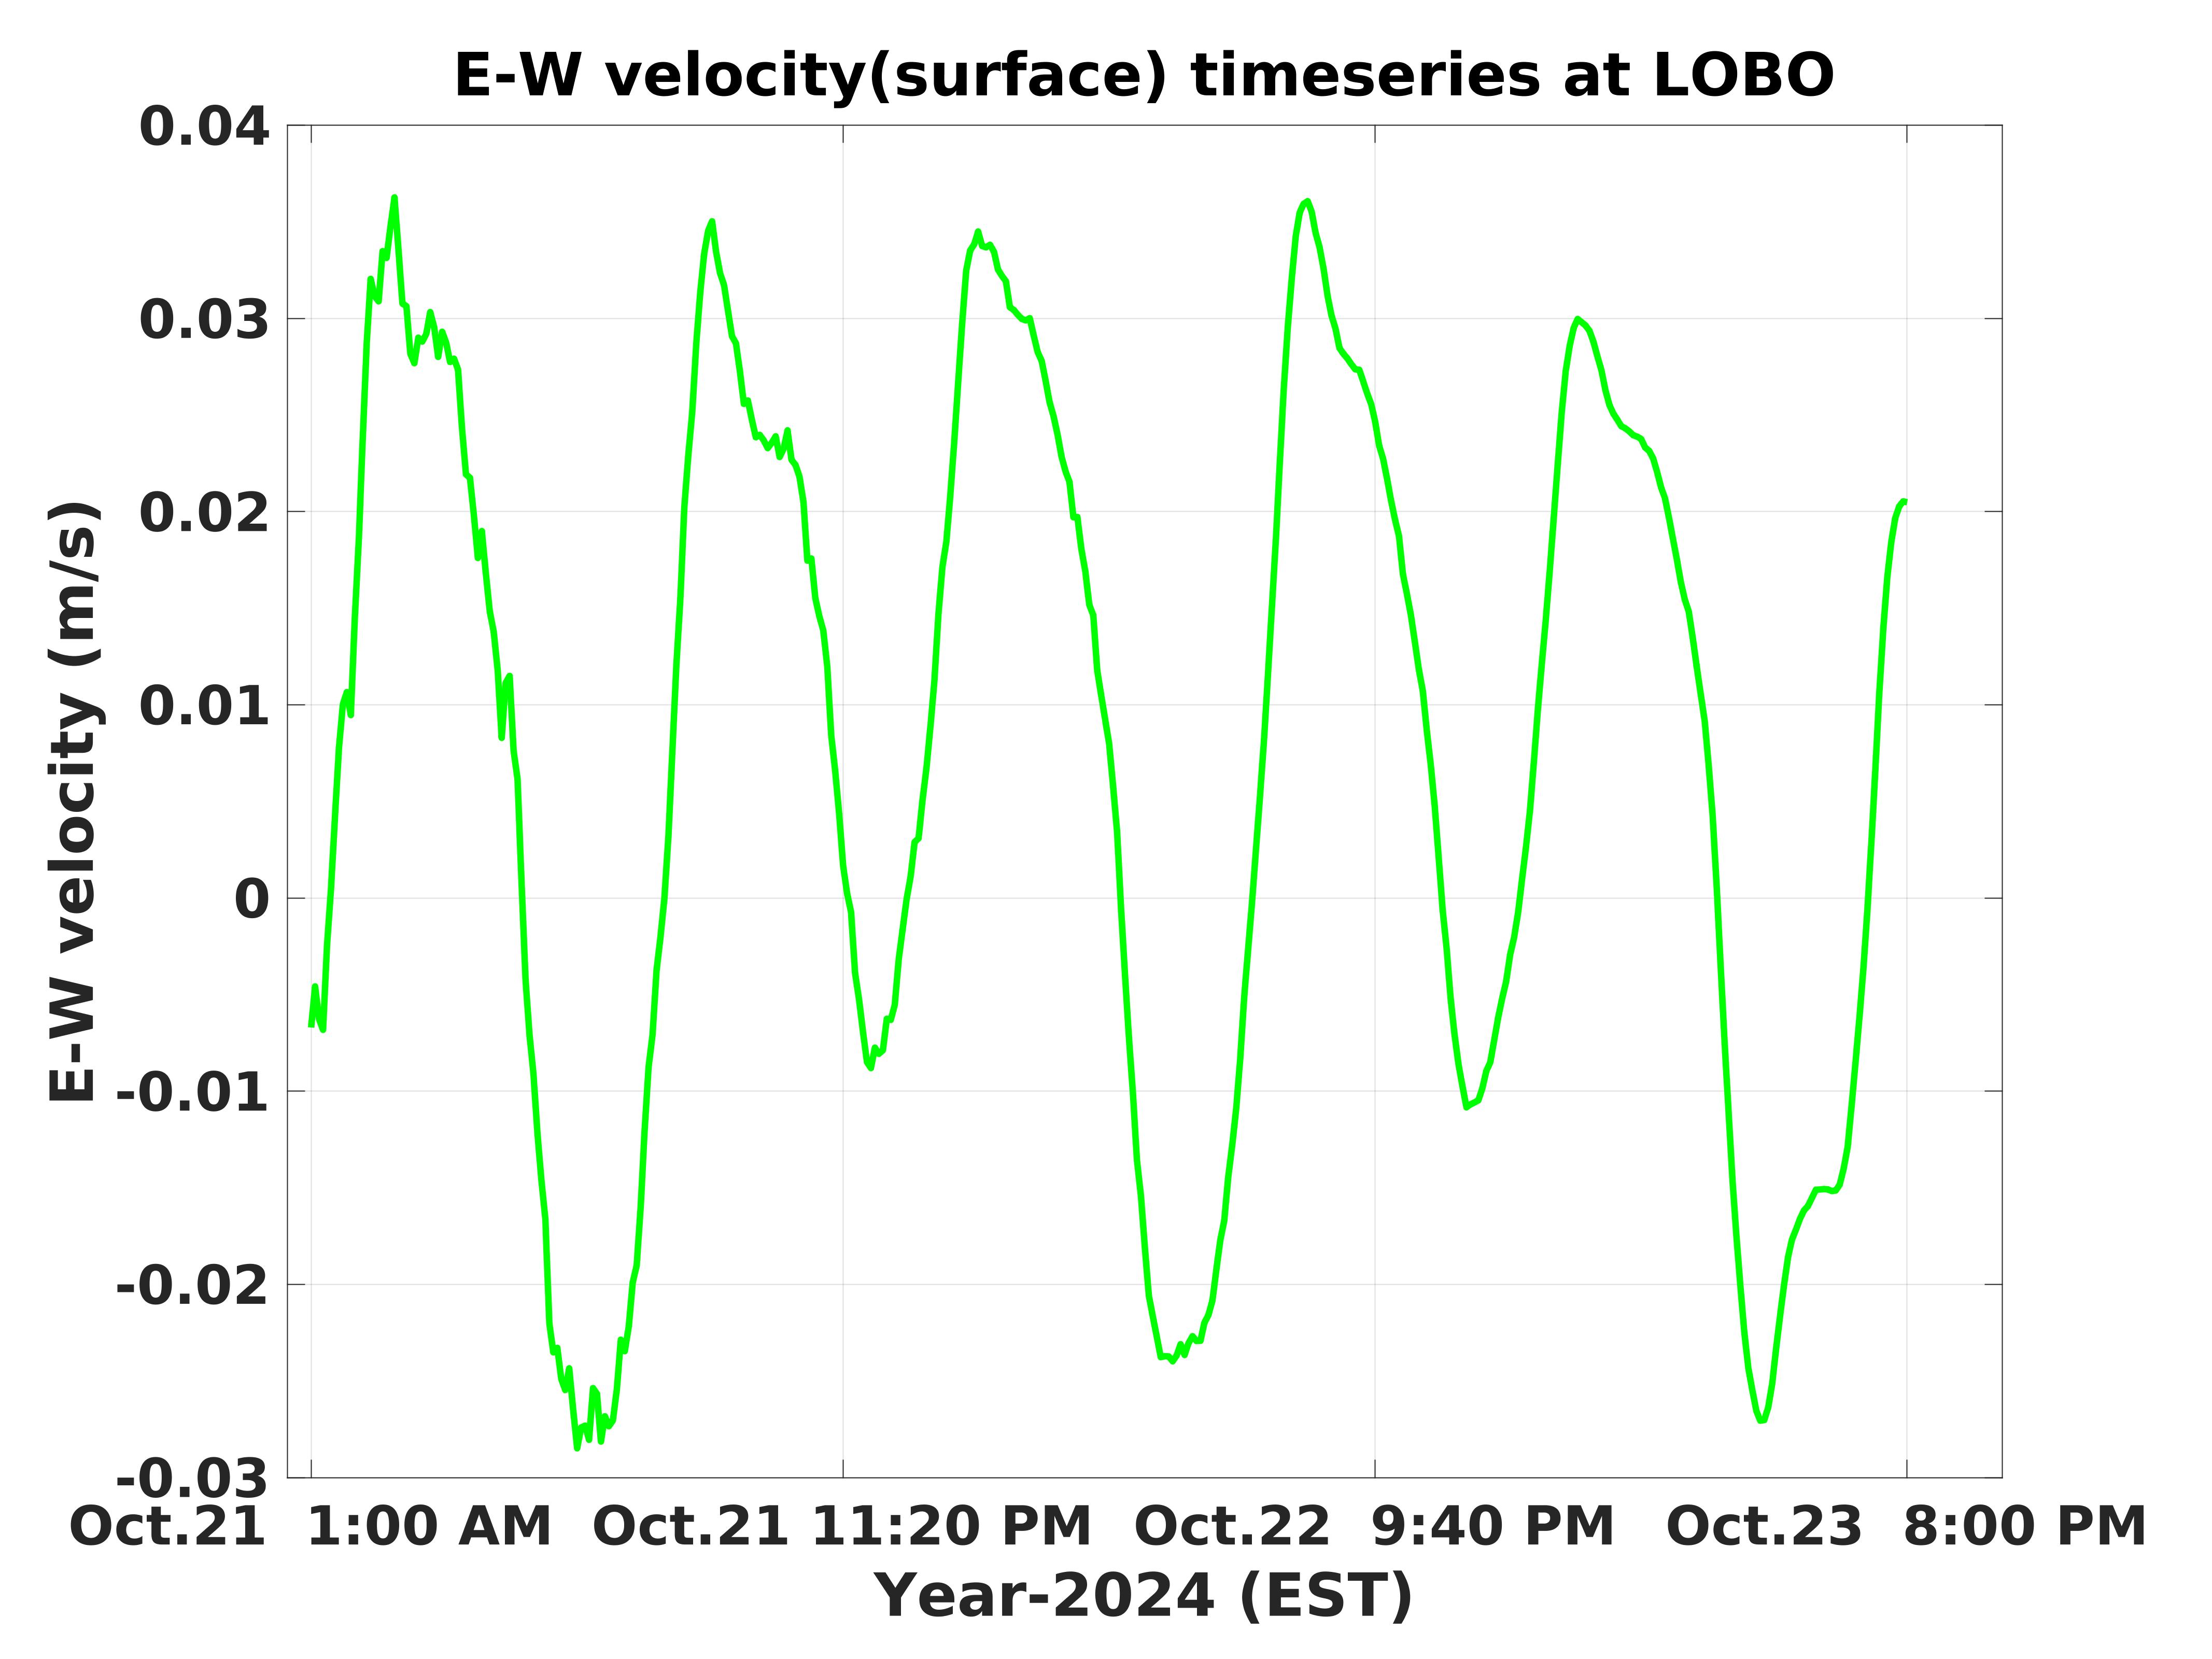 E-W velocity(surface) timeseries at LOBO
E-W velocity (m/s)
0.04
0.03
0.02
0.01
0
-0.01
-0.02
-0.03
Oct.21 1:00 AM Oct.21 11:20 PM Oct.22 9:40 PM Oct.23 8:00 PM
Year-2024 (EST)